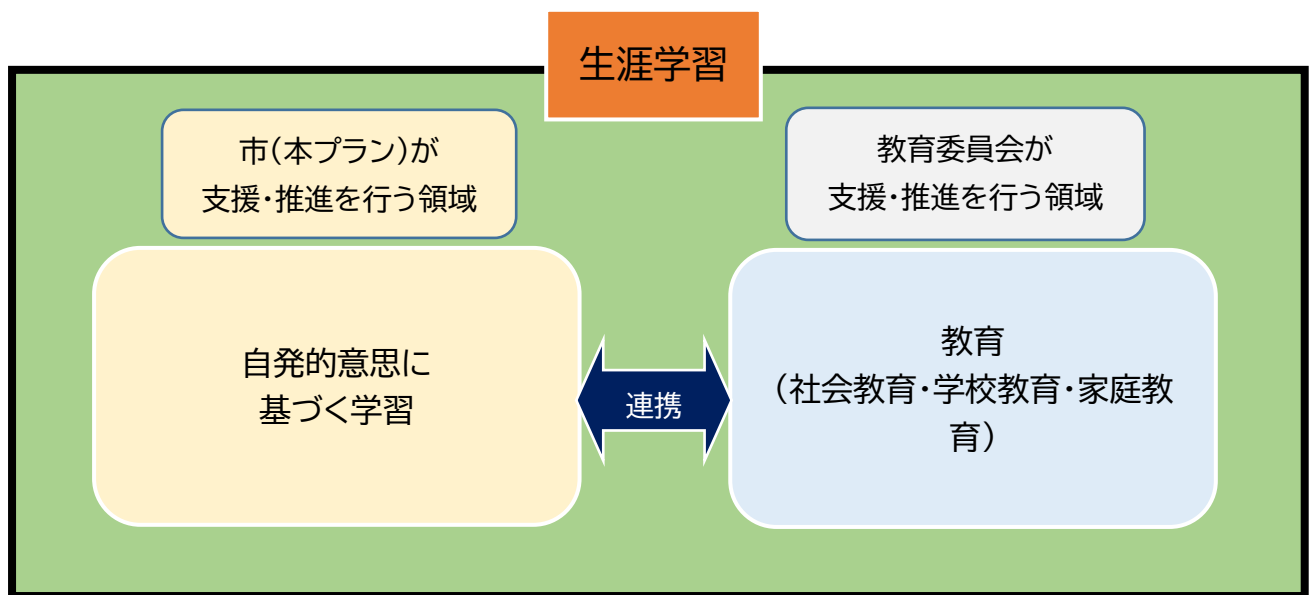 生涯学習
市(本プラン)が
支援・推進を行う領域
教育委員会が
支援・推進を行う領域
自発的意思に
基づく学習
連携
教育
(社会教育・学校教育・家庭教
育)